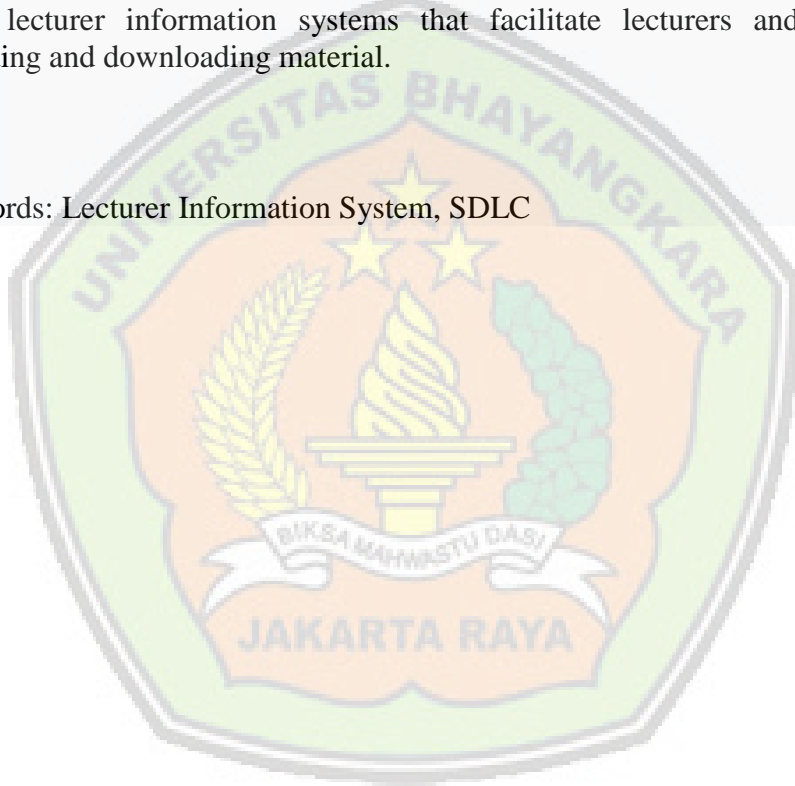 lecturer information systems that facilitate lecturers and
ing and downloading material.
ords: Lecturer Information System, SDLC
UNIVERSITAS BHAYANGKARA
BIKSA MAHWASTU DASI
JAKARTA RAYA